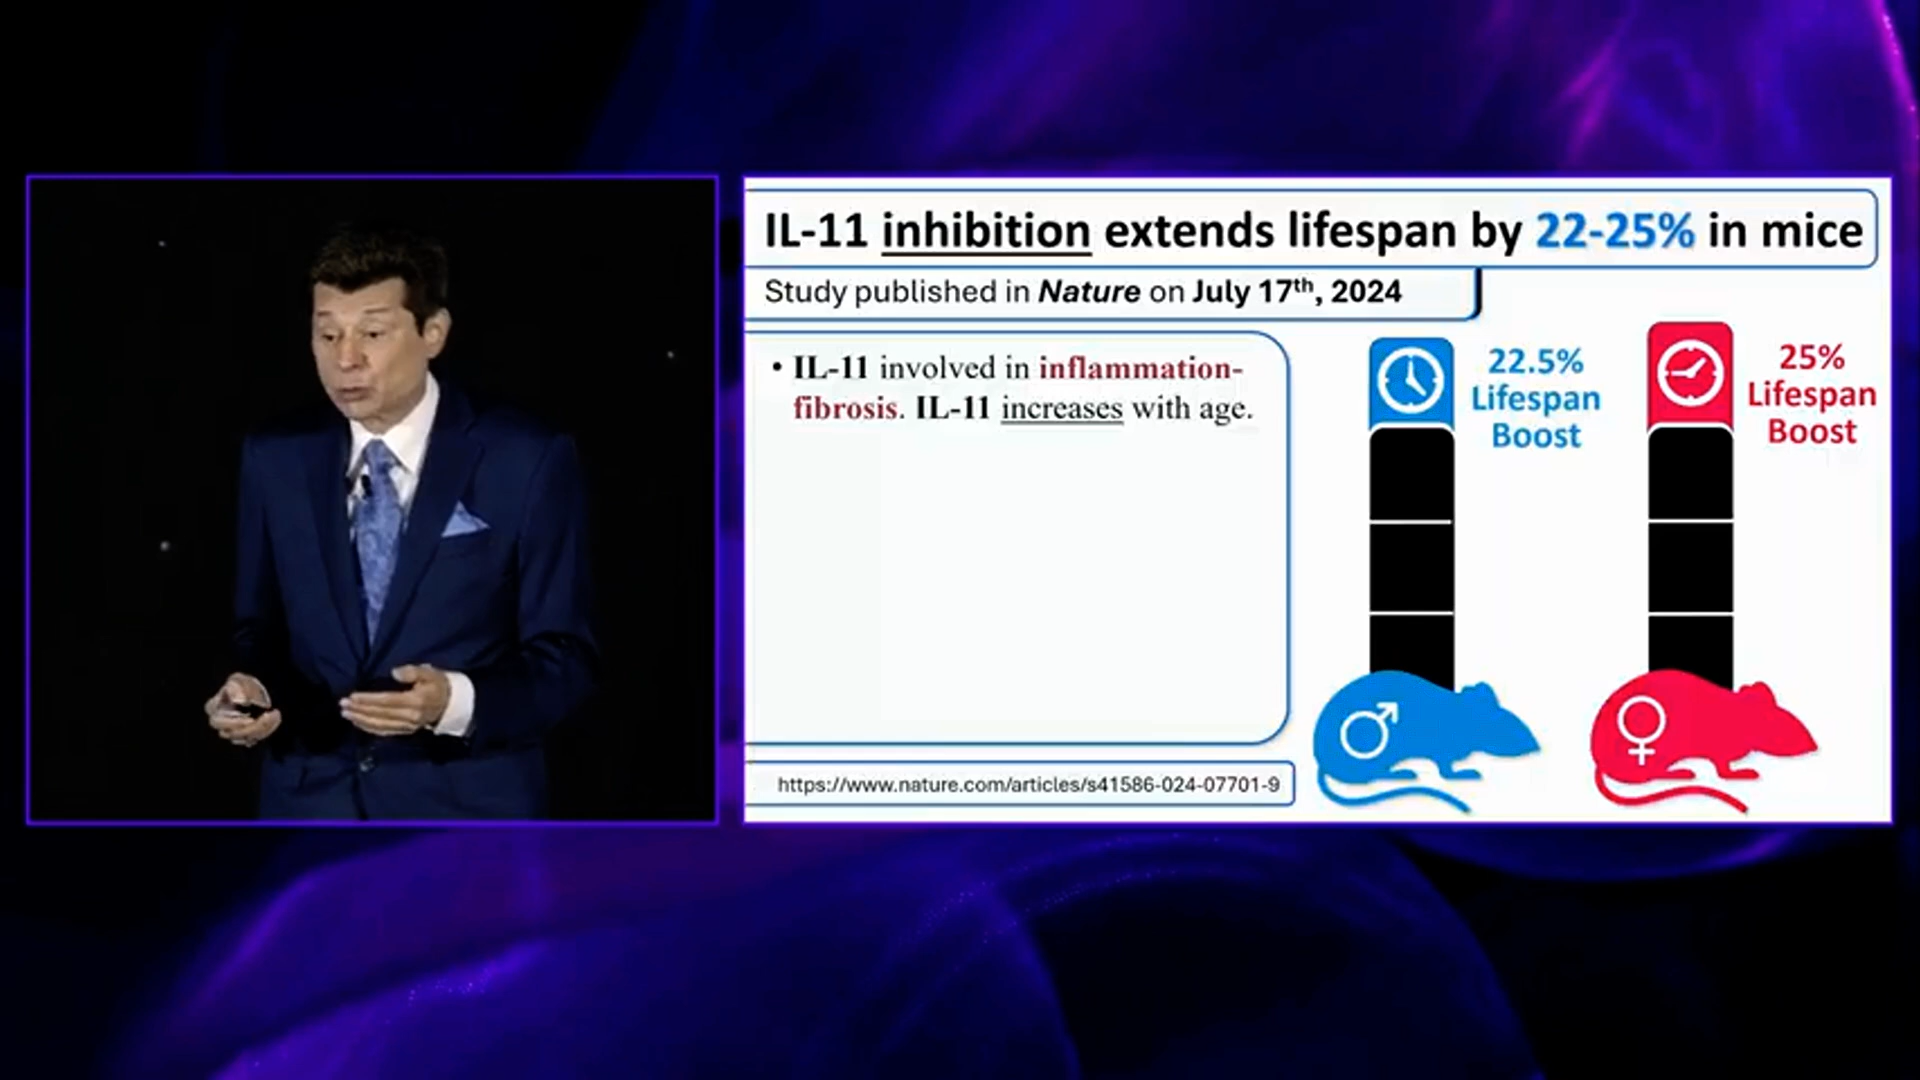 IL-11 inhibition extends lifespan by 22-25% in mice
Study published in Nature on July 17th, 2024
• IL-11 involved in inflammation-
fibrosis. IL-11 increases with age.
22.5%
Lifespan
Boost
25%
Lifespan
Boost
https://www.nature.com/articles/s41586-024-07701-9